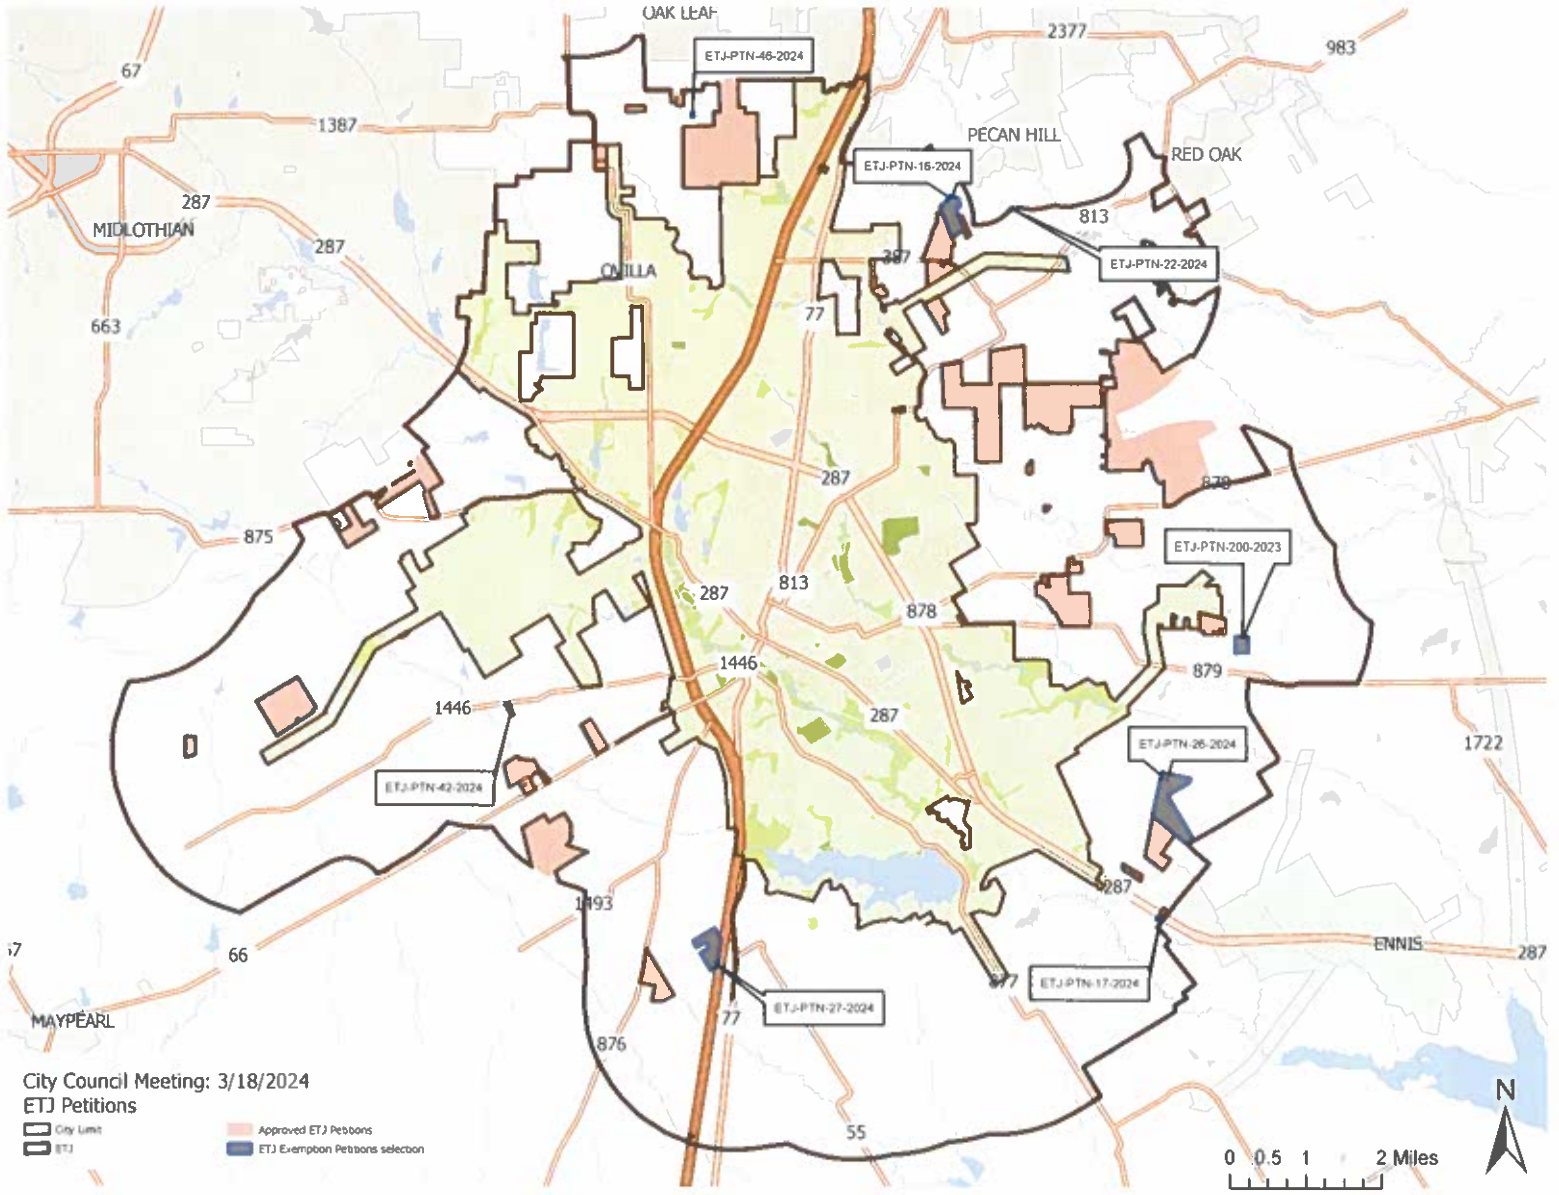 OAK LEAF
2377
983
67
ETJ-PTN-46-2024
1387
PECAN HILL
RED OAK
ETJ-PTN-16-2024
287
813
MIDLOTHIAN
287
387
ETJ-PTN-22-2024
OVILLA
663
77
287
878
875
ETJ-PTN-200-2023
287
813
878
1446
879
1446
287
ETJ-PTN-26-2024
1722
ETJ-PTN-42-2024
287
1493
66
ENNIS
287
57
877
ETJ-PTN-17-2024
ETJ-PTN-27-2024
77
MAYPEARL
876
City Council Meeting: 3/18/2024
ETJ Petitions
City Limit
ETJ
Approved ETJ Petitions
ETJ Exemption Petitions selection
55
N
0 0.5 1 2 Miles